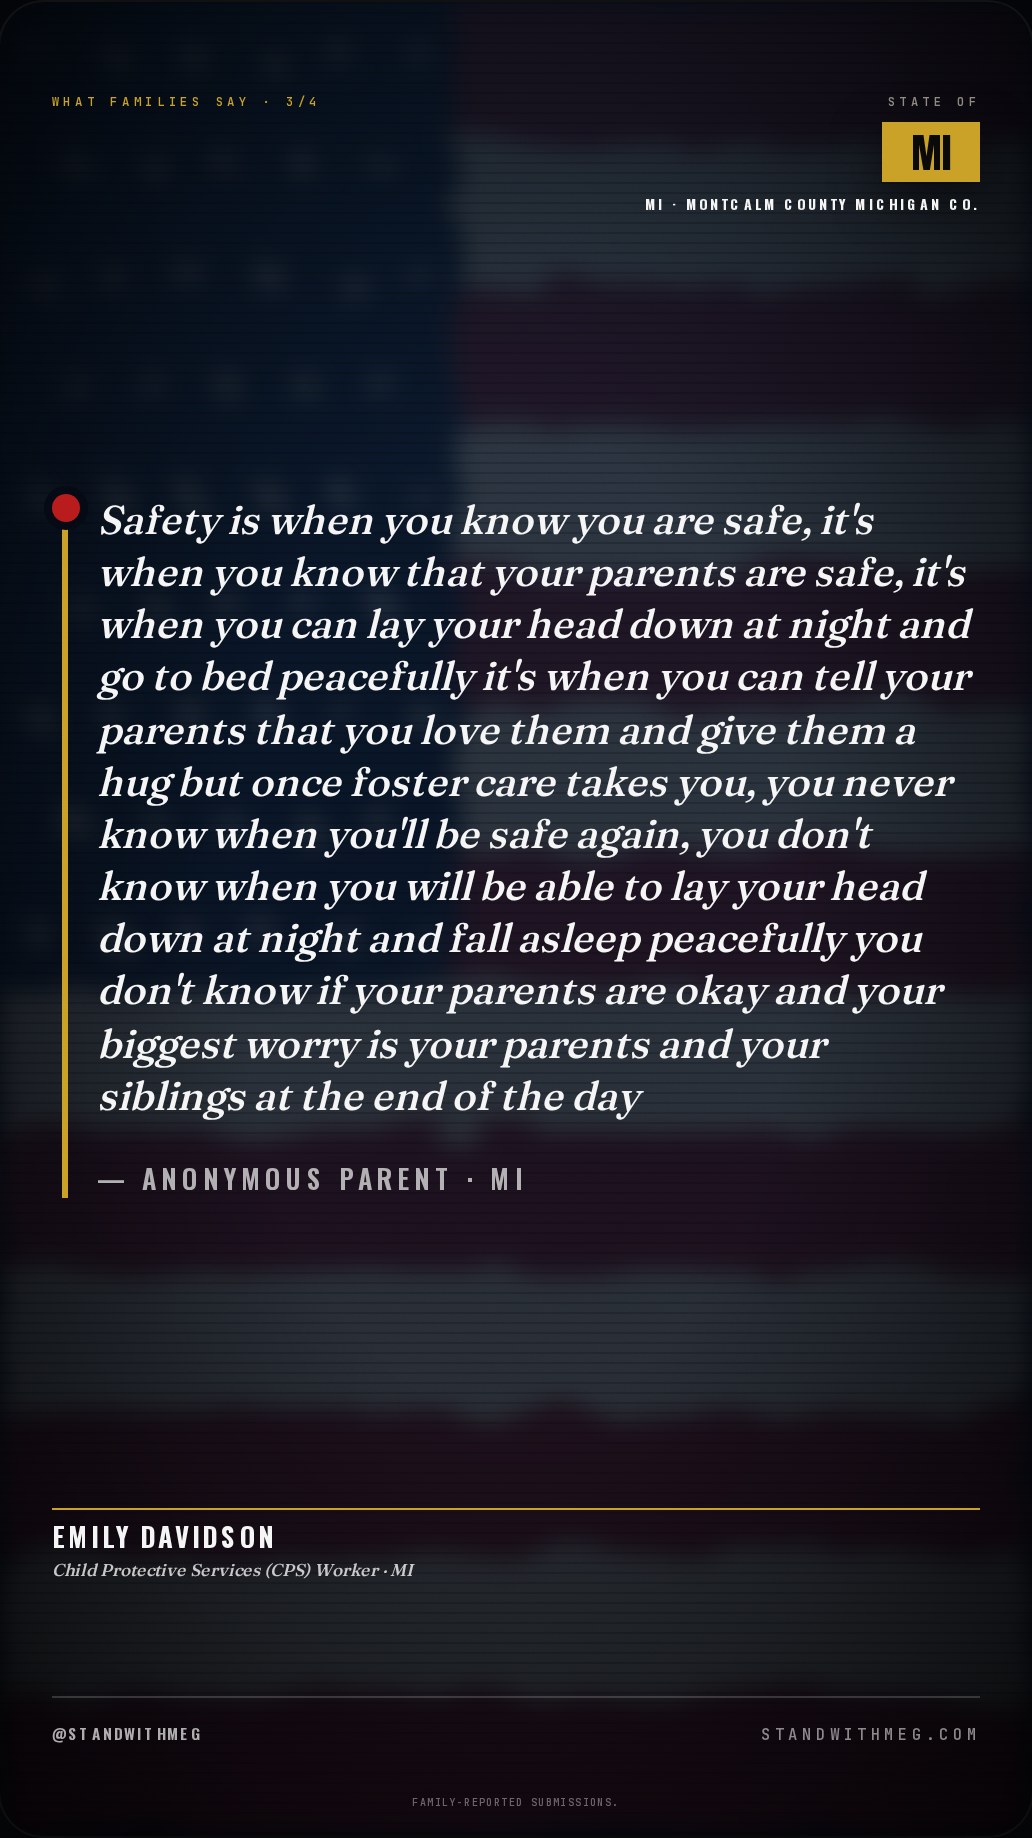 WHAT FAMILIES SAY · 3/4
STATE OF
MI
MI · MONTCALM COUNTY MICHIGAN CO.
Safety is when you know you are safe, it's
when you know that your parents are safe, it's
when you can lay your head down at night and
go to bed peacefully it's when you can tell your
parents that you love them and give them a
hug but once foster care takes you, you never
know when you'll be safe again, you don't
know when you will be able to lay your head
down at night and fall asleep peacefully you
don't know if your parents are okay and your
biggest worry is your parents and your
siblings at the end of the day
— ANONYMOUS PARENT · MI
EMILY DAVIDSON
Child Protective Services (CPS) Worker · MI
@STANDWITHMEG
STANDWITHMEG.COM
FAMILY-REPORTED SUBMISSIONS.